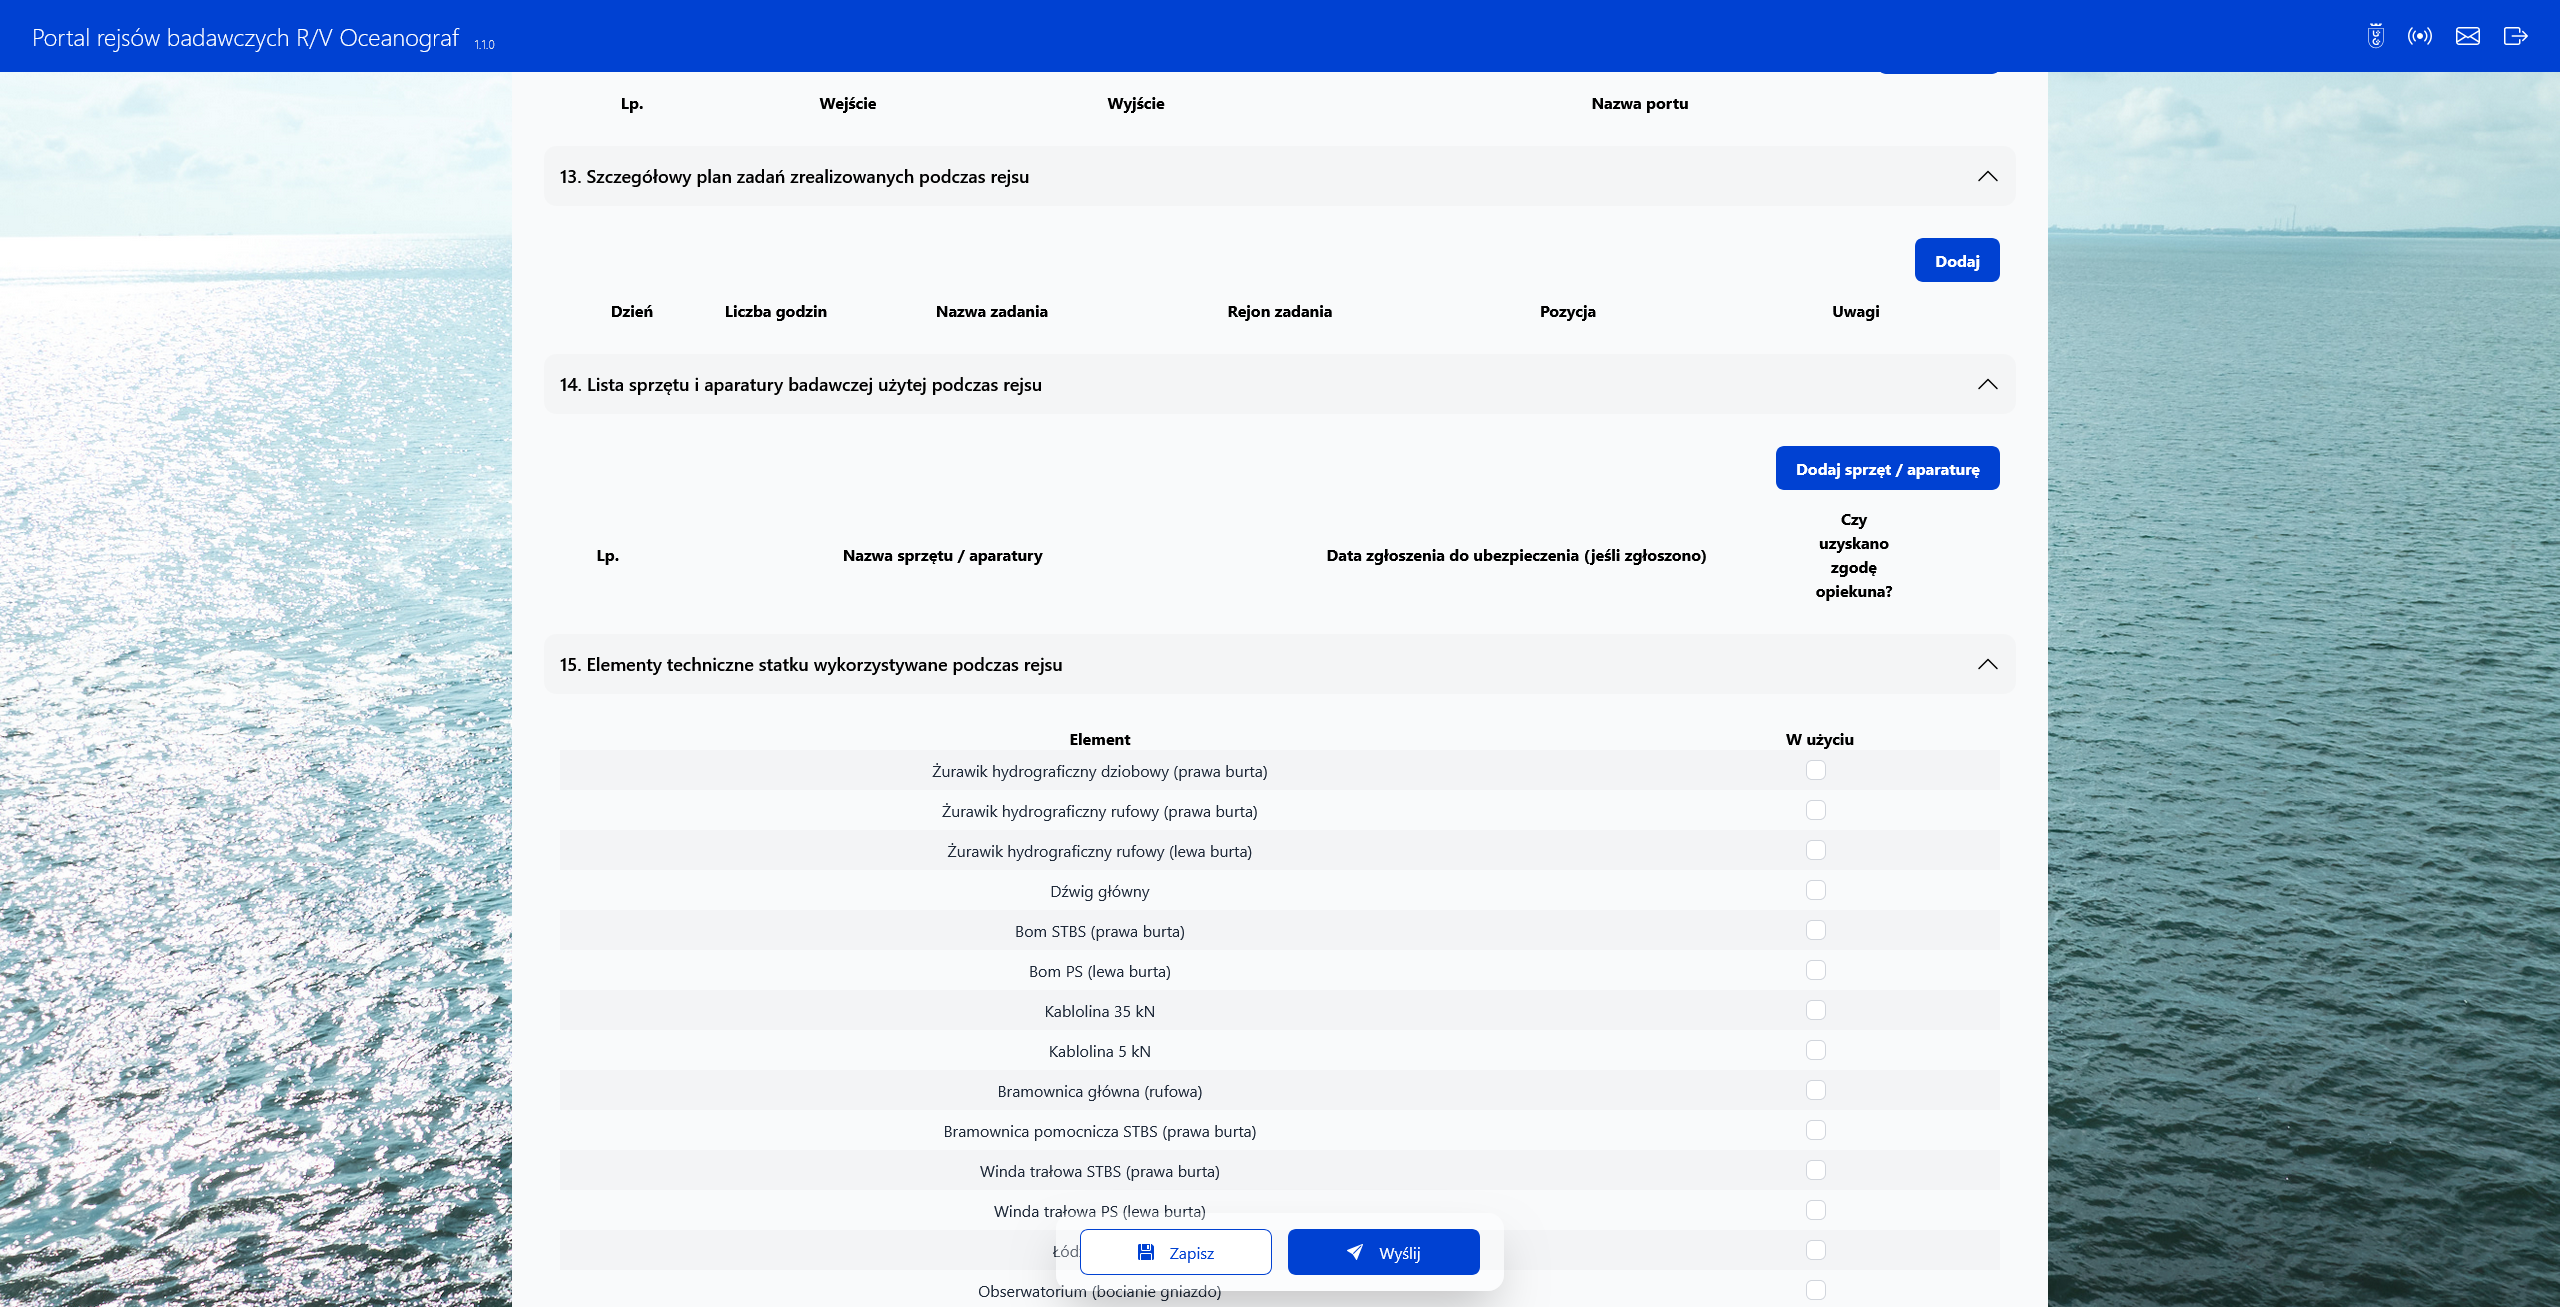 Portal rejsów badawczych R/V Oceanograf 1.1.0
Lp. Wejście Wyjście Nazwa portu
13. Szczegółowy plan zadań zrealizowanych podczas rejsu
Dodaj
Dzień Liczba godzin Nazwa zadania Rejon zadania Pozycja Uwagi
14. Lista sprzętu i aparatury badawczej użytej podczas rejsu
Dodaj sprzęt / aparaturę
Lp. Nazwa sprzętu / aparatury Data zgłoszenia do ubezpieczenia (jeśli zgłoszono)
Czy
uzyskano
zgodę
opiekuna?
15. Elementy techniczne statku wykorzystywane podczas rejsu
Element W użyciu
Żurawik hydrograficzny dziobowy (prawa burta)
Żurawik hydrograficzny rufowy (prawa burta)
Żurawik hydrograficzny rufowy (lewa burta)
Dźwig główny
Bom STBS (prawa burta)
Bom PS (lewa burta)
Kablolina 35 kN
Kablolina 5 kN
Bramownica główna (rufowa)
Bramownica pomocnicza STBS (prawa burta)
Winda trałowa STBS (prawa burta)
Winda trałowa PS (lewa burta)
Zapisz Wyślij
Obserwatorium (bocianie gniazdo)